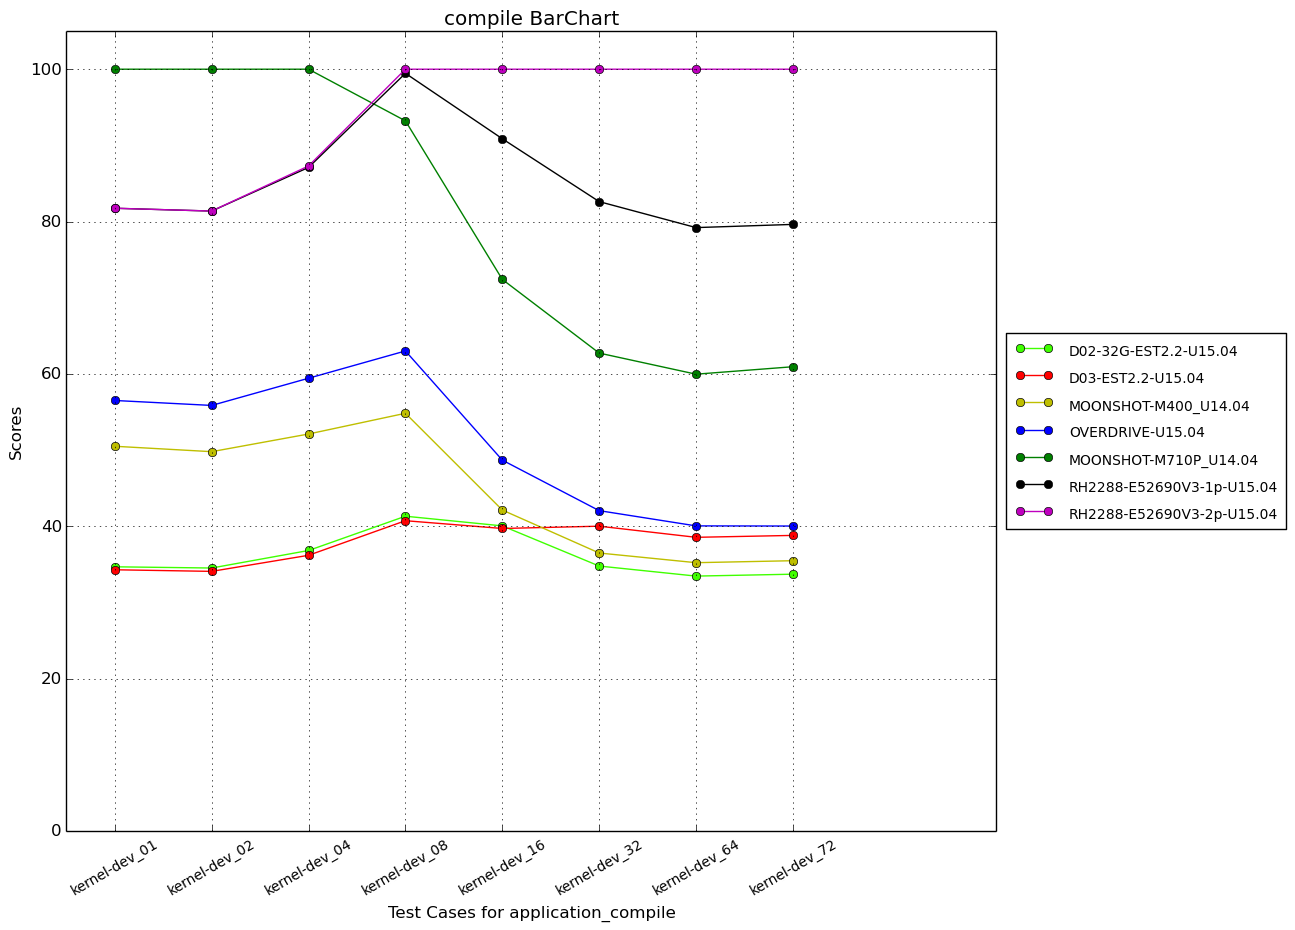 compile BarChart
100
80
60
40
20
0
Scores
kernel-dev_01
kernel-dev_02
kernel-dev_04
kernel-dev_08
kernel-dev_16
kernel-dev_32
kernel-dev_64
kernel-dev_72
Test Cases for application_compile
D02-32G-EST2.2-U15.04
D03-EST2.2-U15.04
MOONSHOT-M400_U14.04
OVERDRIVE-U15.04
MOONSHOT-M710P_U14.04
RH2288-E52690V3-1p-U15.04
RH2288-E52690V3-2p-U15.04